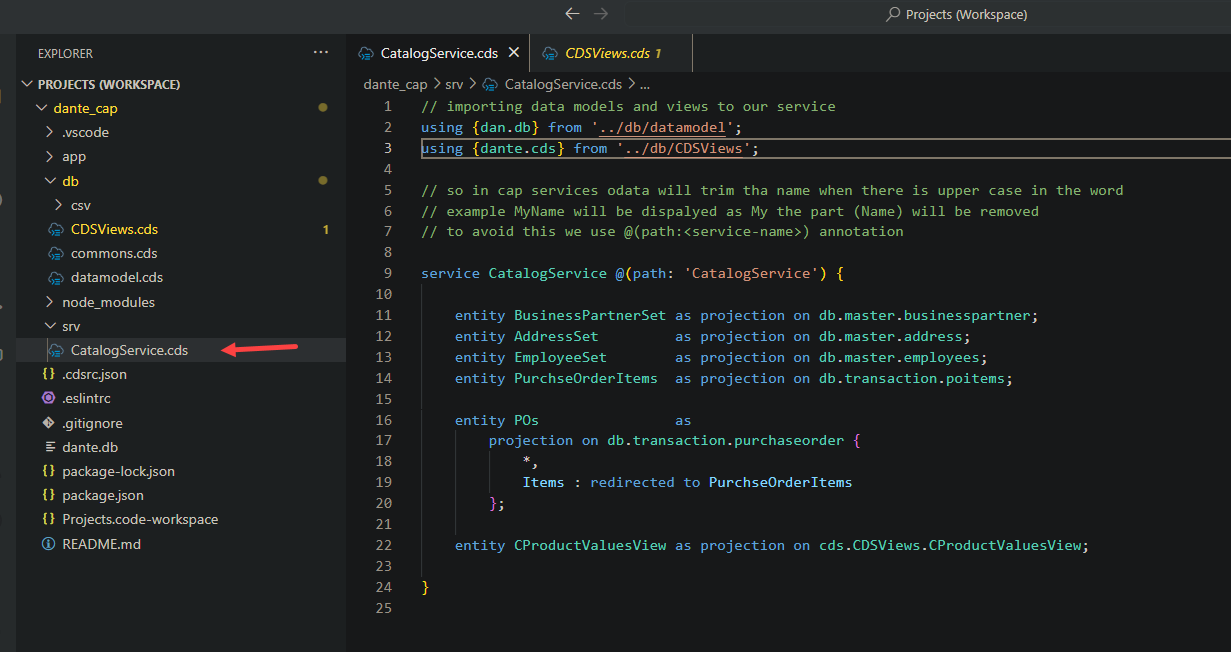 Projects (Workspace)
EXPLORER
PROJECTS (WORKSPACE)
dante_cap
.vscode
app
db
csv
CDSViews.cds 1
commons.cds
datamodel.cds
node_modules
srv
CatalogService.cds
.cdsrc.json
.eslintrc
.gitignore
dante.db
package-lock.json
package.json
Projects.code-workspace
README.md
CatalogService.cds
CDSViews.cds 1
dante_cap > srv > CatalogService.cds > ...
1 // importing data models and views to our service
2 using {dan.db} from '../db/datamodel';
3 using {dante.cds} from '../db/CDSViews';
4
5 // so in cap services odata will trim tha name when there is upper case in the word
6 // example MyName will be dispalyed as My the part (Name) will be removed
7 // to avoid this we use @(path:<service-name>) annotation
8
9 service CatalogService @(path: 'CatalogService') {
10
11 entity BusinessPartnerSet as projection on db.master.businesspartner;
12 entity AddressSet as projection on db.master.address;
13 entity EmployeeSet as projection on db.master.employees;
14 entity PurchseOrderItems as projection on db.transaction.poitems;
15
16 entity POs as
17 projection on db.transaction.purchaseorder {
18 *,
19 Items : redirected to PurchseOrderItems
20 };
21
22 entity CProductValuesView as projection on cds.CDSViews.CProductValuesView;
23
24 }
25